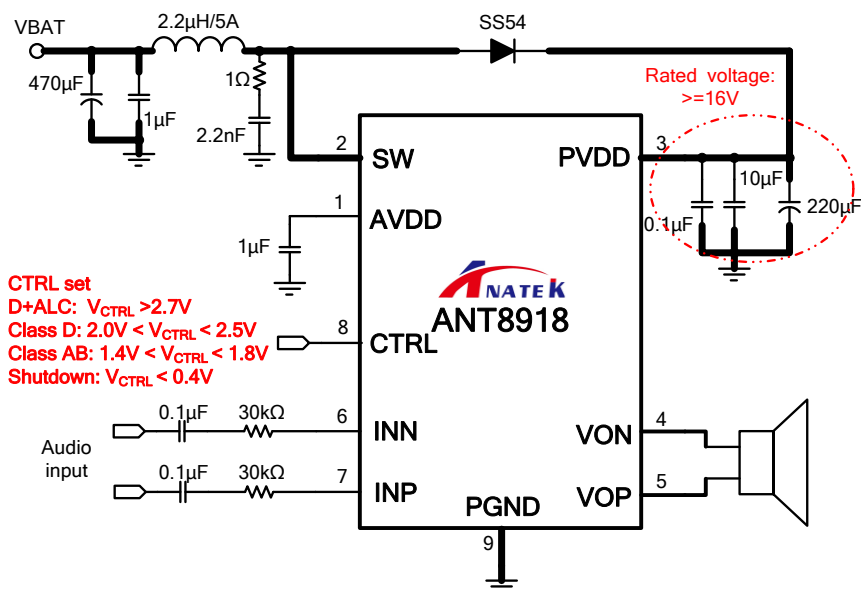 VBAT
2.2µH/5A
SS54
470µF
1µF
1Ω
2.2nF
Rated voltage:
>=16V
2
SW
PVDD
3
10µF
0.1µF
220µF
1
AVDD
1µF
ANATEK
ANT8918
CTRL set
D+ALC: VCTRL >2.7V
Class D: 2.0V < VCTRL < 2.5V
Class AB: 1.4V < VCTRL < 1.8V
Shutdown: VCTRL < 0.4V
8
CTRL
Audio
input
0.1µF
30kΩ
6
INN
VON
4
0.1µF
30kΩ
7
INP
VOP
5
PGND
9